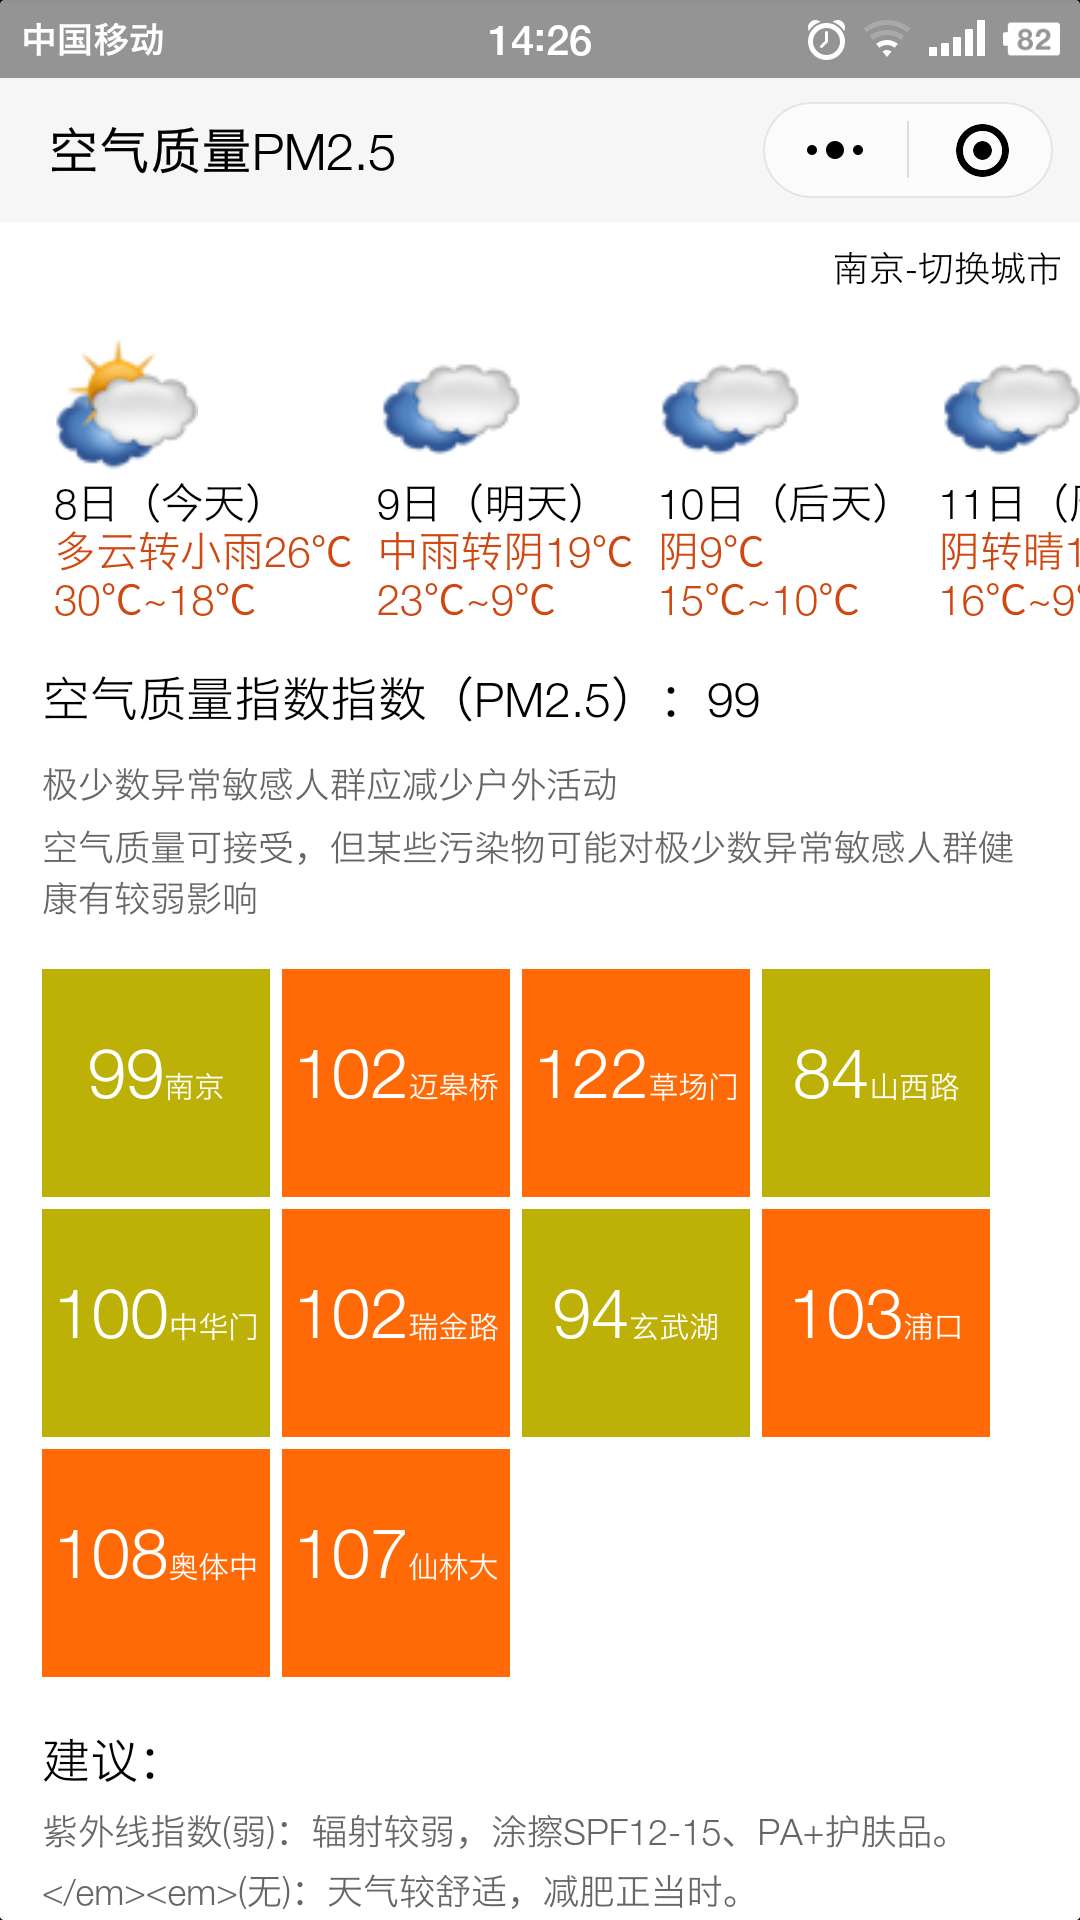 中国移动 14:26 82
空气质量PM2.5
南京-切换城市
8日（今天） 9日（明天） 10日（后天） 11日（
多云转小雨26℃ 中雨转阴19℃ 阴9℃ 阴转晴1
30℃~18℃ 23℃~9℃ 15℃~10℃ 16℃~9°
空气质量指数指数（PM2.5）：99
极少数异常敏感人群应减少户外活动
空气质量可接受，但某些污染物可能对极少数异常敏感人群健
康有较弱影响
99南京 102迈皋桥 122草场门 84山西路
100中华门 102瑞金路 94玄武湖 103浦口
108奥体中 107仙林大
建议：
紫外线指数(弱)：辐射较弱，涂擦SPF12-15、PA+护肤品。
</em><em>(无)：天气较舒适，减肥正当时。